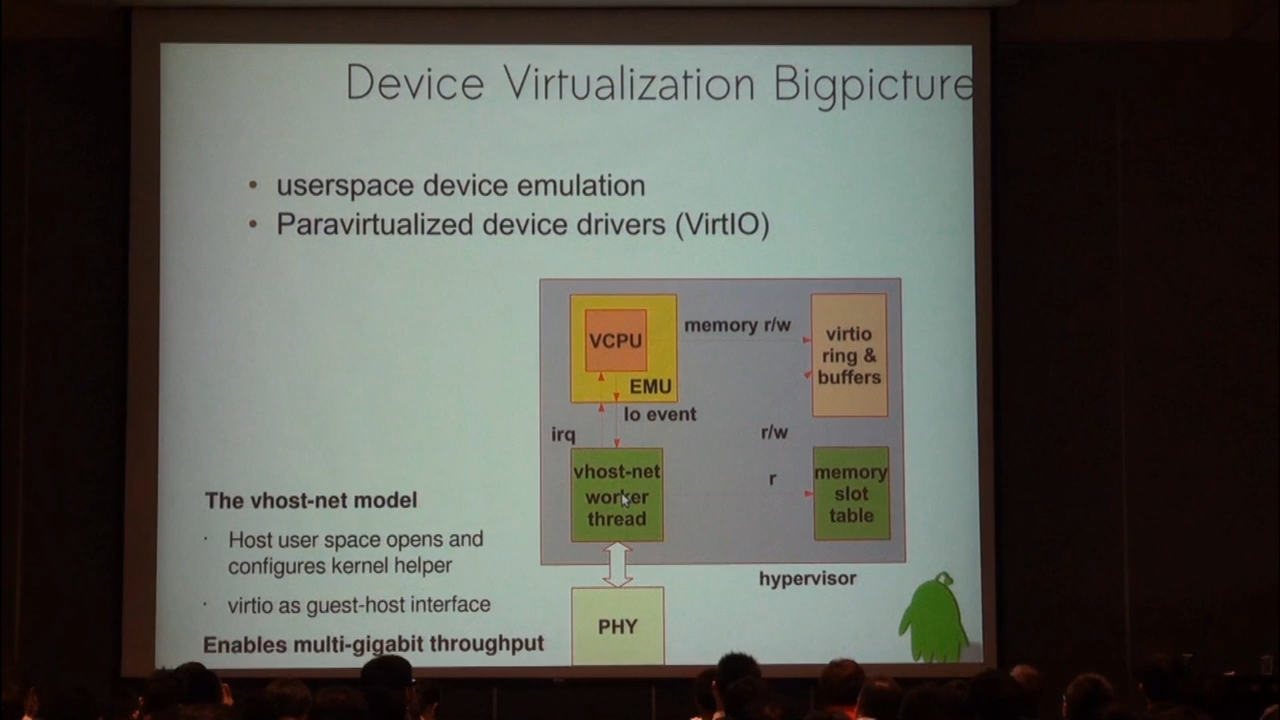 Device Virtualization Bigpicture
• userspace device emulation
• Paravirtualized device drivers (VirtIO)
VCPU
EMU
memory r/w
virtio
ring &
buffers
Io event
irq
r/w
vhost-net
worker
thread
r
memory
slot
table
hypervisor
PHY
The vhost-net model
· Host user space opens and
configures kernel helper
· virtio as guest-host interface
Enables multi-gigabit throughput